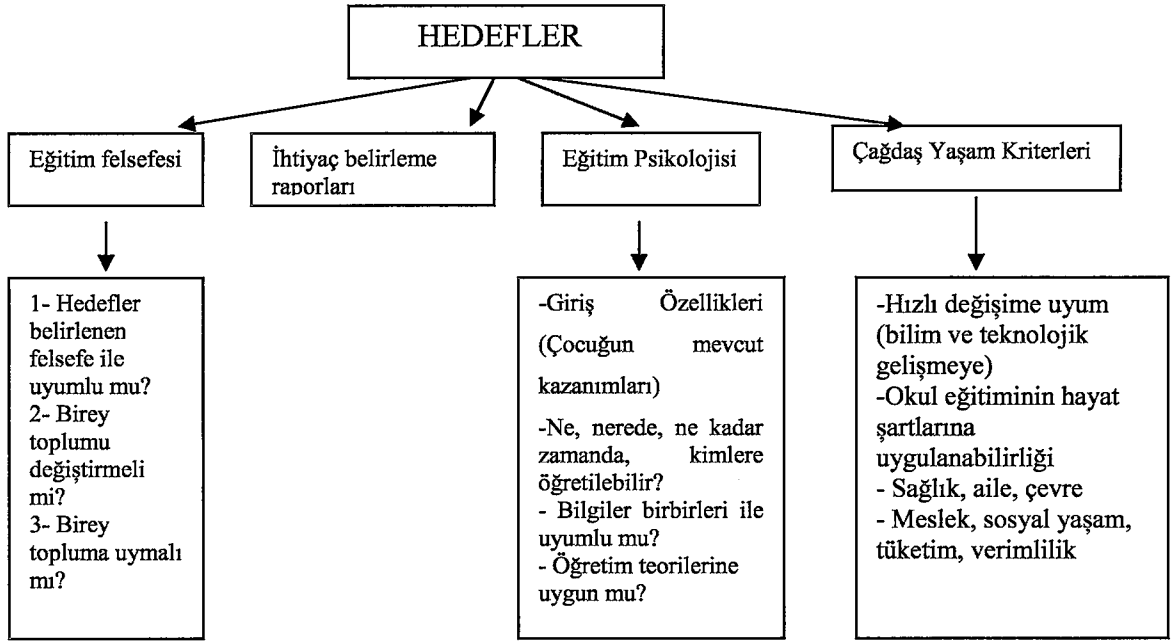 HEDEFLER
Eğitim felsefesi
İhtiyaç belirleme
raporları
Eğitim Psikolojisi
Çağdaş Yaşam Kriterleri
1- Hedefler
belirlenen
felsefe ile
uyumlu mu?
2- Birey
toplumu
değiştirmeli
mi?
3- Birey
topluma uymalı
mı?
-Giriş Özellikleri
(Çocuğun mevcut
kazanımları)
-Ne, nerede, ne kadar
zamanda, kimlere
öğretilebilir?
- Bilgiler birbirleri ile
uyumlu mu?
- Öğretim teorilerine
uygun mu?
-Hızlı değişime uyum
(bilim ve teknolojik
gelişmeye)
-Okul eğitiminin hayat
şartlarına
uygulanabilirliği
- Sağlık, aile, çevre
- Meslek, sosyal yaşam,
tüketim, verimlilik